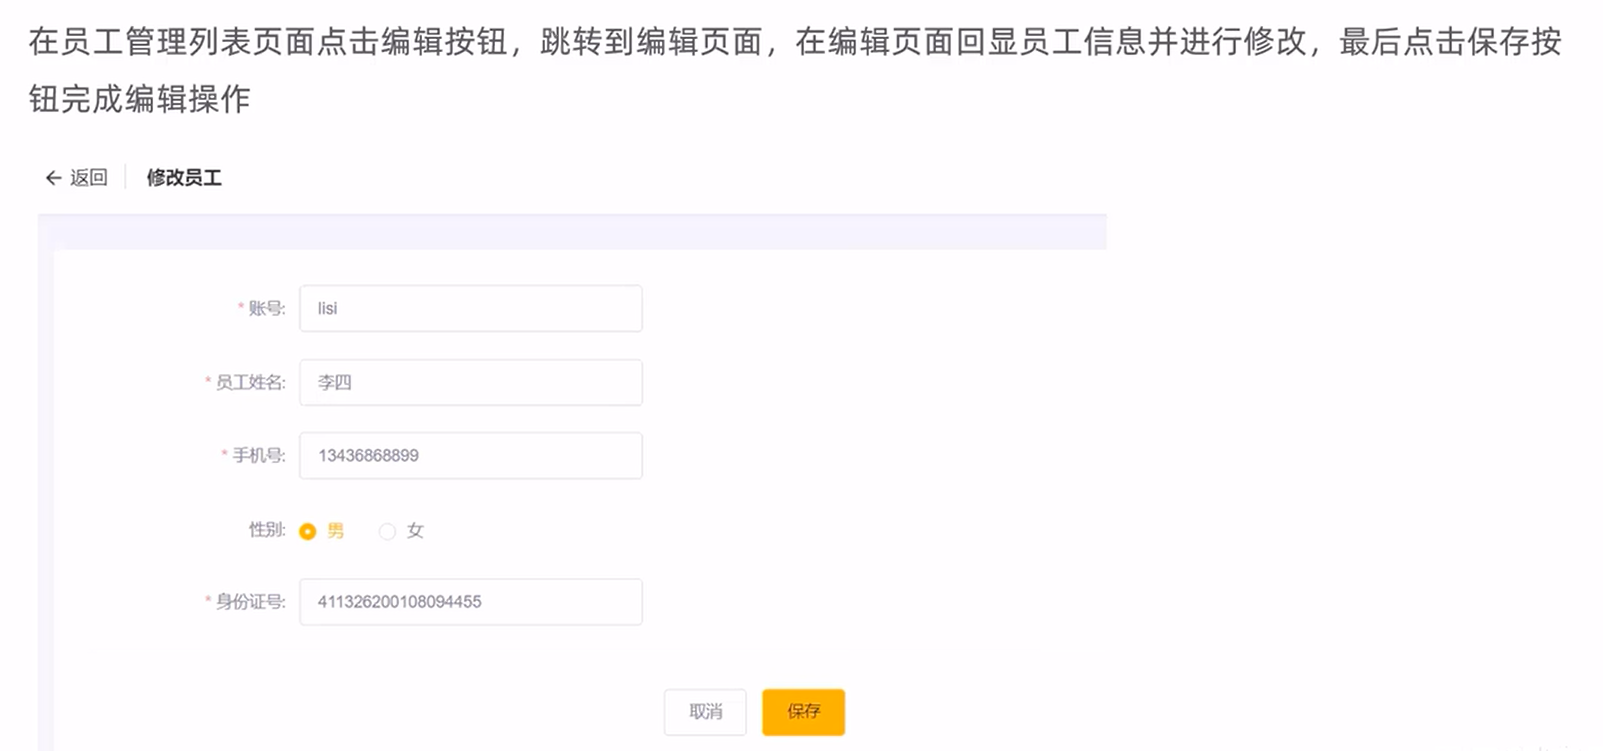 在员工管理列表页面点击编辑按钮，跳转到编辑页面，在编辑页面回显员工信息并进行修改，最后点击保存按
钮完成编辑操作
← 返回 修改员工
* 账号: lisi
* 员工姓名: 李四
* 手机号: 13436868899
性别: 男 女
* 身份证号: 411326200108094455
取消 保存